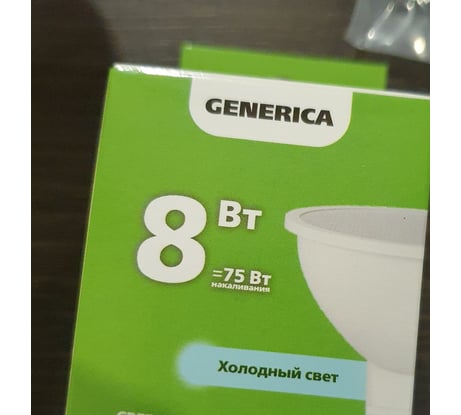 GENERICA
8 Вт
=75 Вт
накаливания
Холодный свет